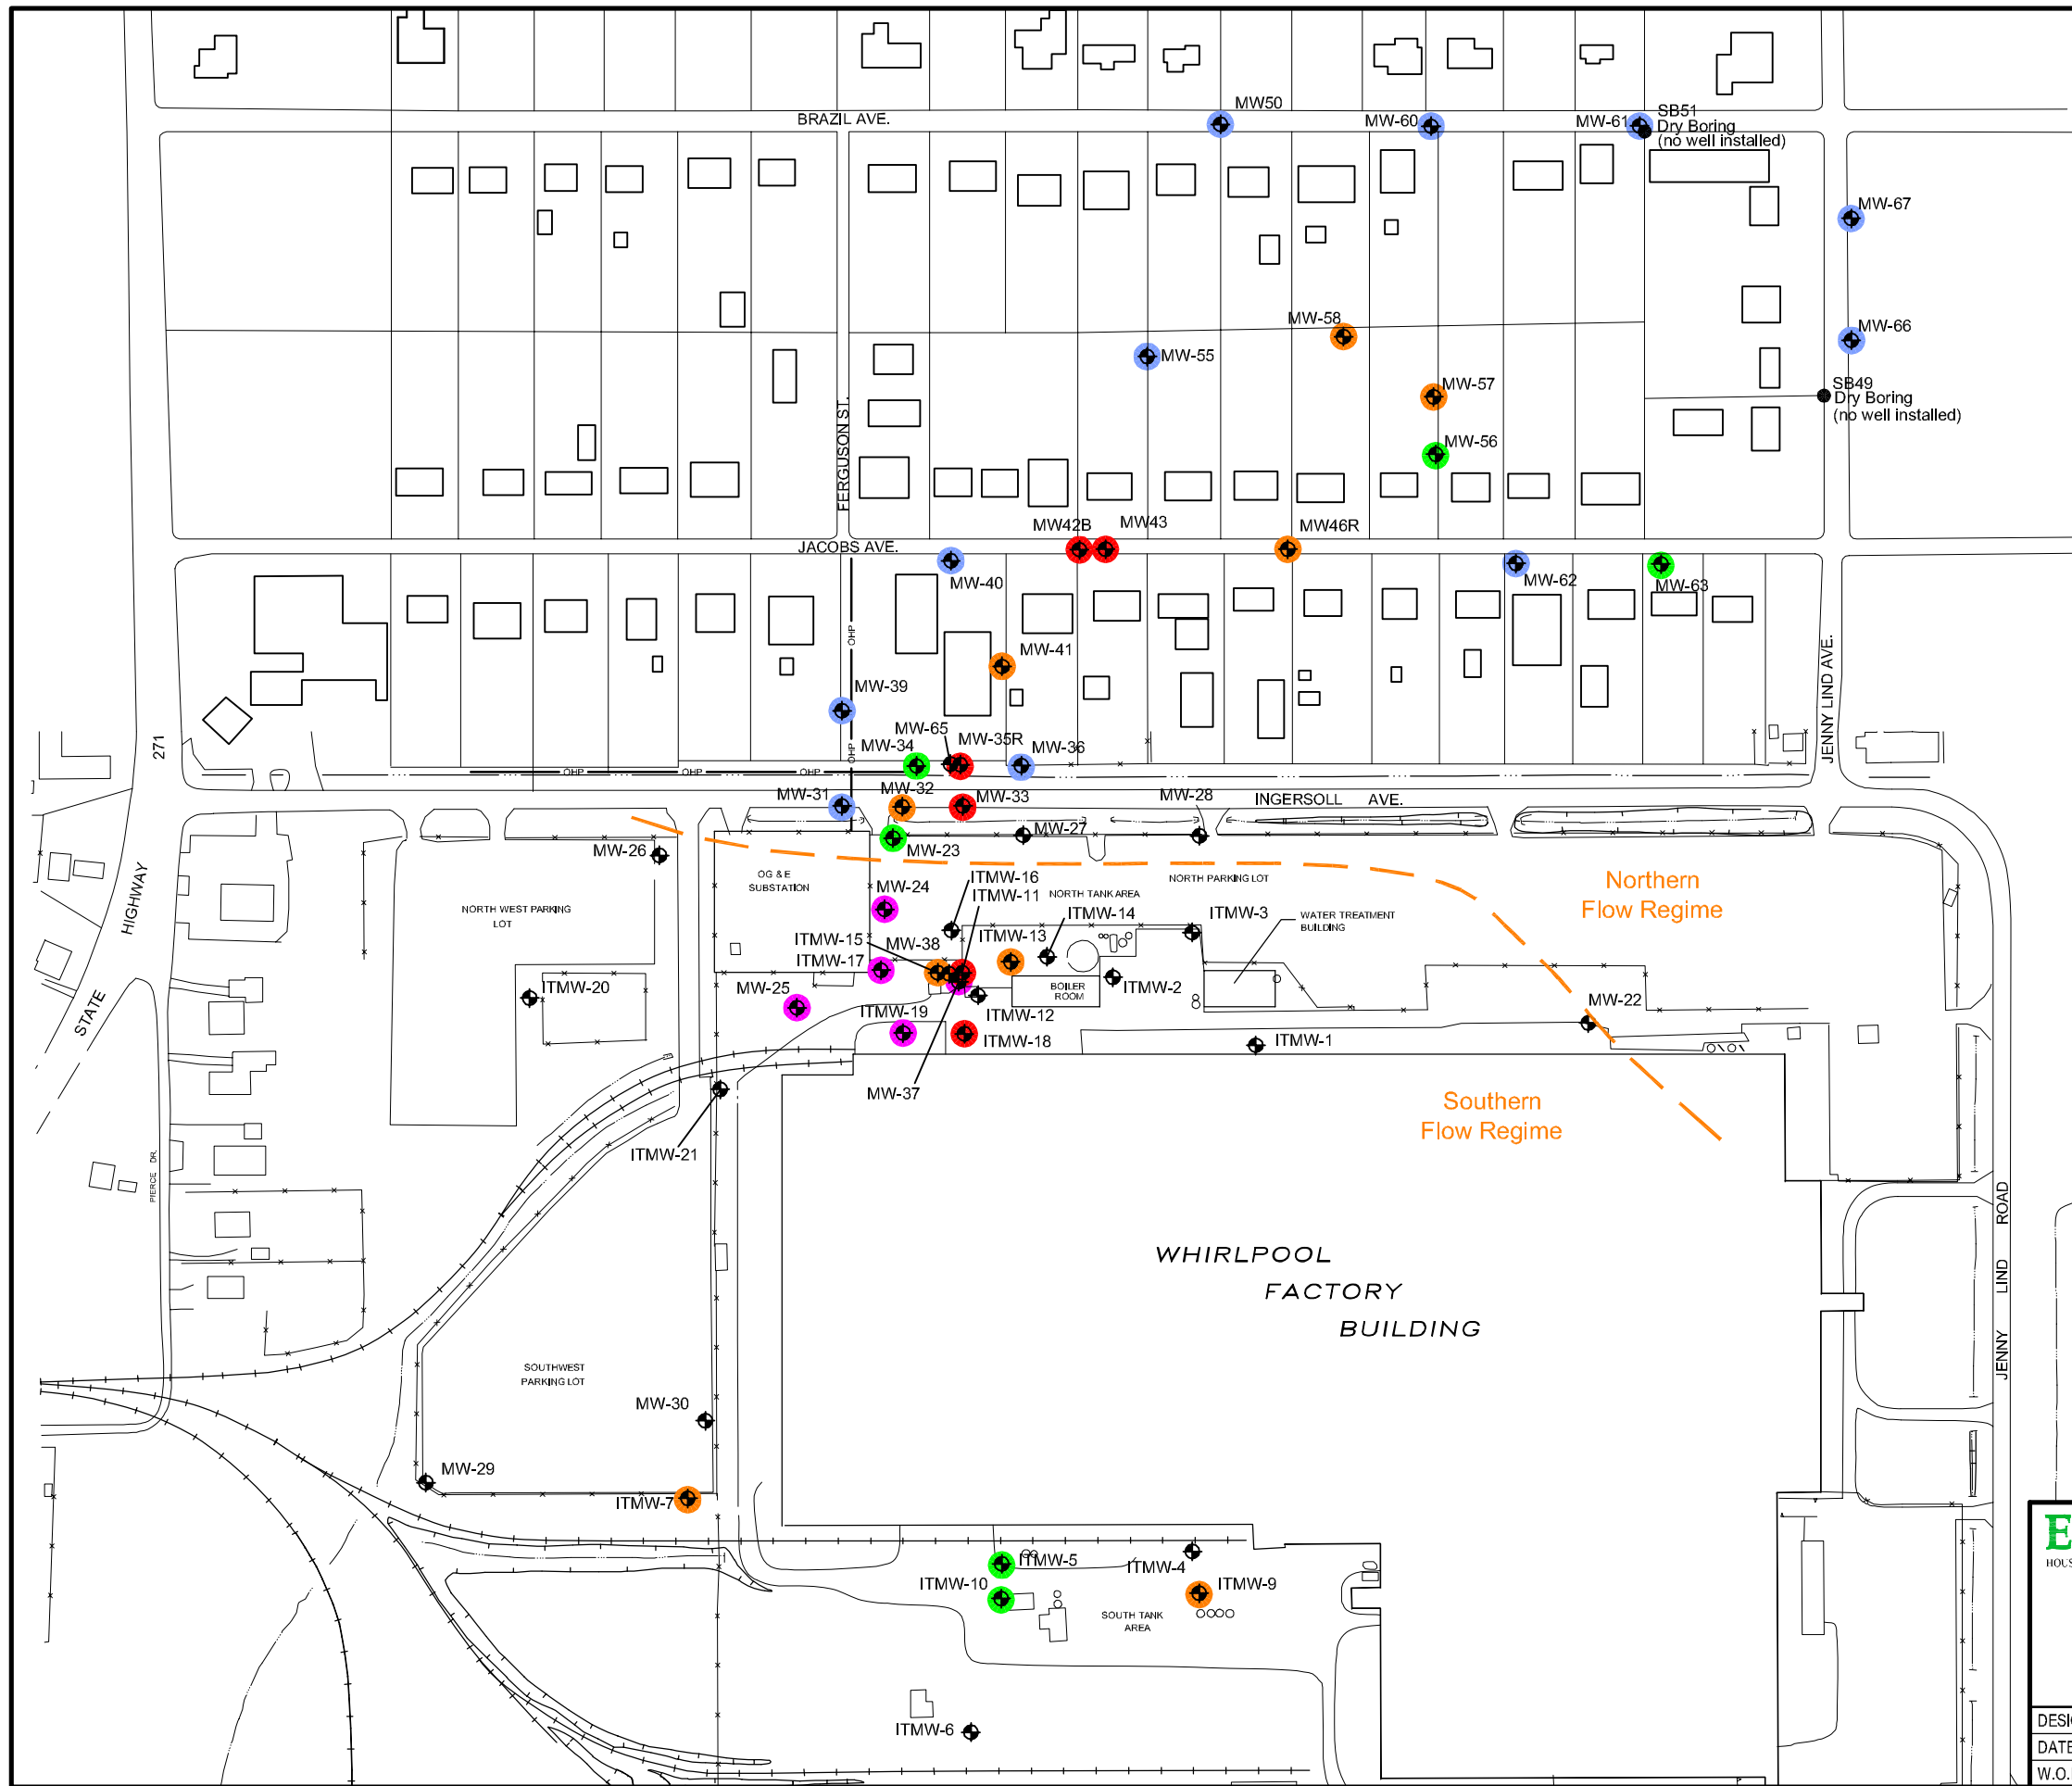 MW50
SB51
BRAZIL AVE.
MW-60
MW-61
Dry Boring
(no well installed)
MW-67
MW-58
MW-66
MW-55
MW-57
SB49
Dry Boring
(no well installed)
FERGUSON ST.
MW-56
MW42B
MW43
MW46R
JACOBS AVE.
MW-40
MW-62
MW-63
OHP
MW-41
JENNY LIND AVE.
MW-39
MW-65
MW-35R
MW-34
MW-36
OHP
271
OHP
OHP
OHP
MW-31
MW-32
MW-33
MW-28
INGERSOLL AVE.
MW-27
MW-23
MW-26
OG & E
SUBSTATION
ITMW-16
NORTH PARKING LOT
Northern
Flow Regime
MW-24
ITMW-11
NORTH TANK AREA
HIGHWAY
NORTH WEST PARKING
LOT
ITMW-14
ITMW-3
WATER TREATMENT
BUILDING
ITMW-15
MW-38
ITMW-13
ITMW-17
ITMW-20
MW-25
BOILER
ROOM
ITMW-2
MW-22
STATE
ITMW-19
ITMW-12
ITMW-18
ITMW-1
MW-37
Southern
Flow Regime
ITMW-21
PIERCE DR.
JENNY LIND ROAD
WHIRLPOOL
FACTORY
BUILDING
SOUTHWEST
PARKING LOT
MW-30
MW-29
ITMW-7
E
HOUS
ITMW-5
ITMW-4
ITMW-10
ITMW-9
SOUTH TANK
AREA
ITMW-6
DESI
DATE
W.O.